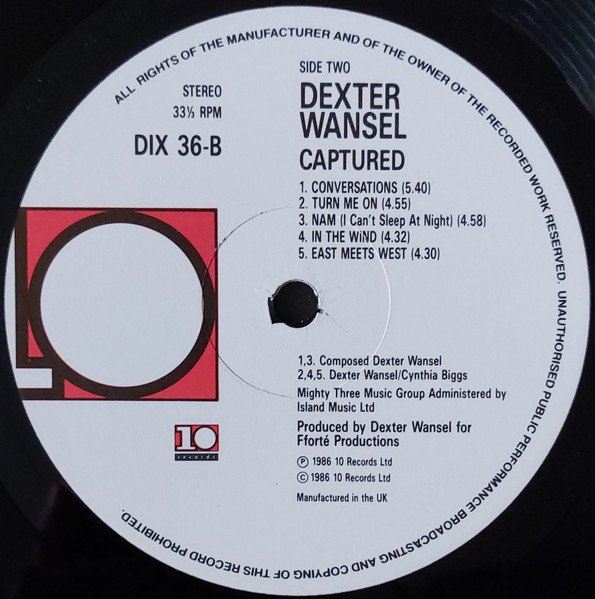 ALL RIGHTS OF THE MANUFACTURER AND OF THE OWNER OF THE RECORDED WORK RESERVED. UNAUTHORISED PUBLIC PERFORMANCE BROADCASTING AND COPYING OF THIS RECORD PROHIBITED.
STEREO
33⅓ RPM
DIX 36-B
SIDE TWO
DEXTER
WANSEL
CAPTURED
1. CONVERSATIONS (5.40)
2. TURN ME ON (4.55)
3. NAM (I Can't Sleep At Night) (4.58)
4. IN THE WiND (4.32)
5. EAST MEETS WEST (4.30)
1,3. Composed Dexter Wansel
2,4,5. Dexter Wansel/Cynthia Biggs
Mighty Three Music Group Administered by
Island Music Ltd
Produced by Dexter Wansel for
Fforté Productions
℗ 1986 10 Records Ltd
© 1986 10 Records Ltd
Manufactured in the UK
10
records